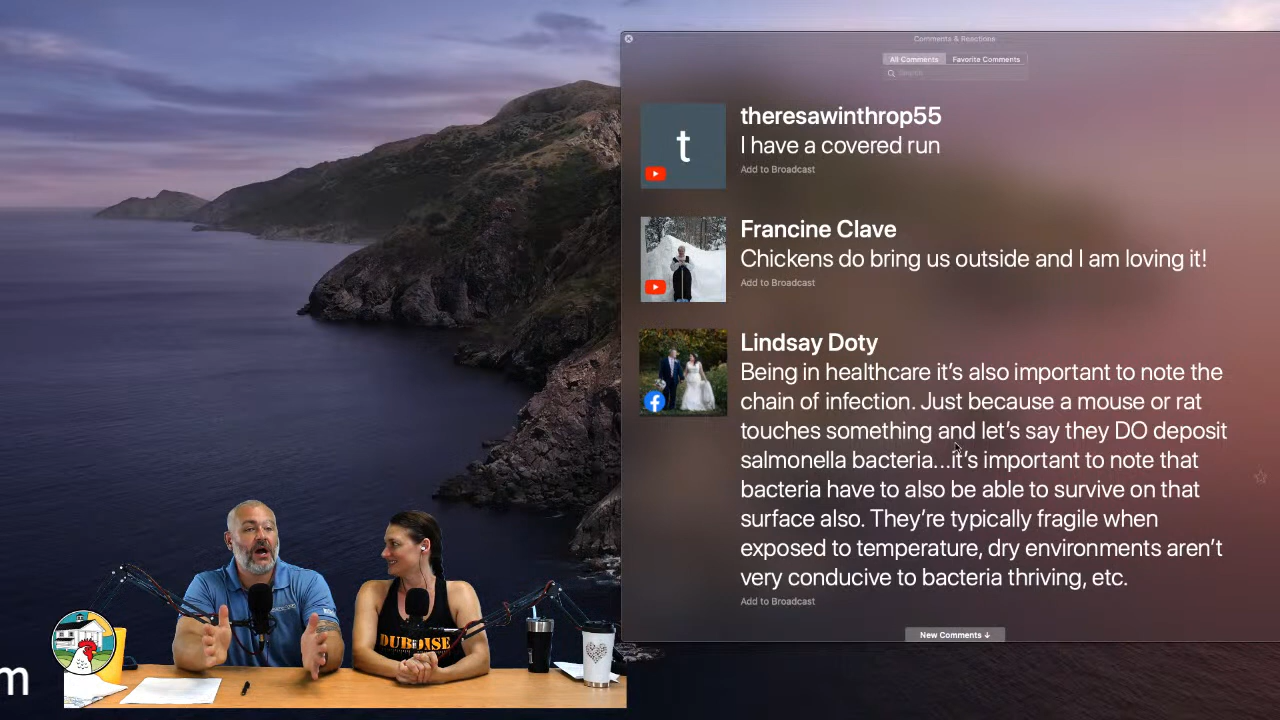 Comments & Reactions
All Comments Favorite Comments
Search
t
theresawinthrop55
I have a covered run
Add to Broadcast
Francine Clave
Chickens do bring us outside and I am loving it!
Add to Broadcast
Lindsay Doty
Being in healthcare it's also important to note the
chain of infection. Just because a mouse or rat
touches something and let's say they DO deposit
salmonella bacteria...it's important to note that
bacteria have to also be able to survive on that
surface also. They're typically fragile when
exposed to temperature, dry environments aren't
very conducive to bacteria thriving, etc.
Add to Broadcast
New Comments ↓
m